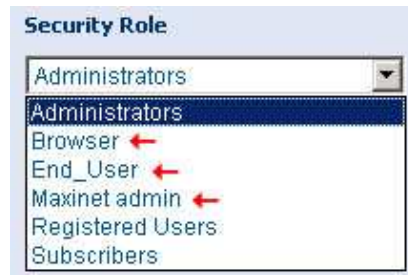 Security Role
Administrators
Administrators
Browser
End_User
Maxinet admin
Registered Users
Subscribers